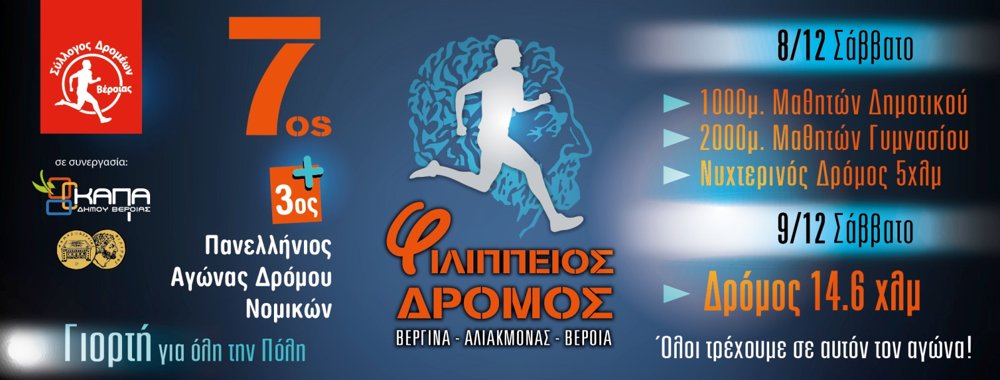 Σύλλογος Δρομέων
Βέροιας
σε συνεργασία:
ΚΑΠΑ
ΔΗΜΟΥ ΒΕΡΟΙΑΣ
7os
+
3ος
Πανελλήνιος
Αγώνας Δρόμου
Νομικών
Γιορτή για όλη την Πόλη
φιλιππειος
ΔΡΟΜΟΣ
ΒΕΡΓΙΝΑ - ΑΛΙΑΚΜΟΝΑΣ - ΒΕΡΟΙΑ
8/12 Σάββατο
1000μ. Μαθητών Δημοτικού
2000μ. Μαθητών Γυμνασίου
Νυχτερινός Δρόμος 5χλμ
9/12 Σάββατο
Δρόμος 14.6 χλμ
Όλοι τρέχουμε σε αυτόν τον αγώνα!